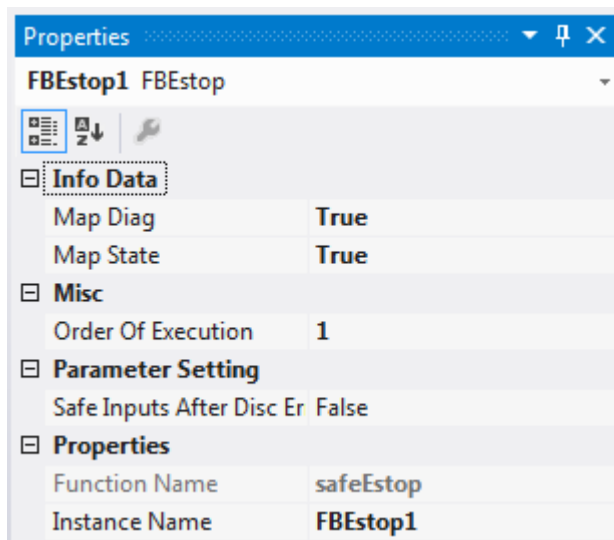 Properties
FBEstop1 FBEstop
Info Data
Map Diag True
Map State True
Misc
Order Of Execution 1
Parameter Setting
Safe Inputs After Disc Er False
Properties
Function Name safeEstop
Instance Name FBEstop1